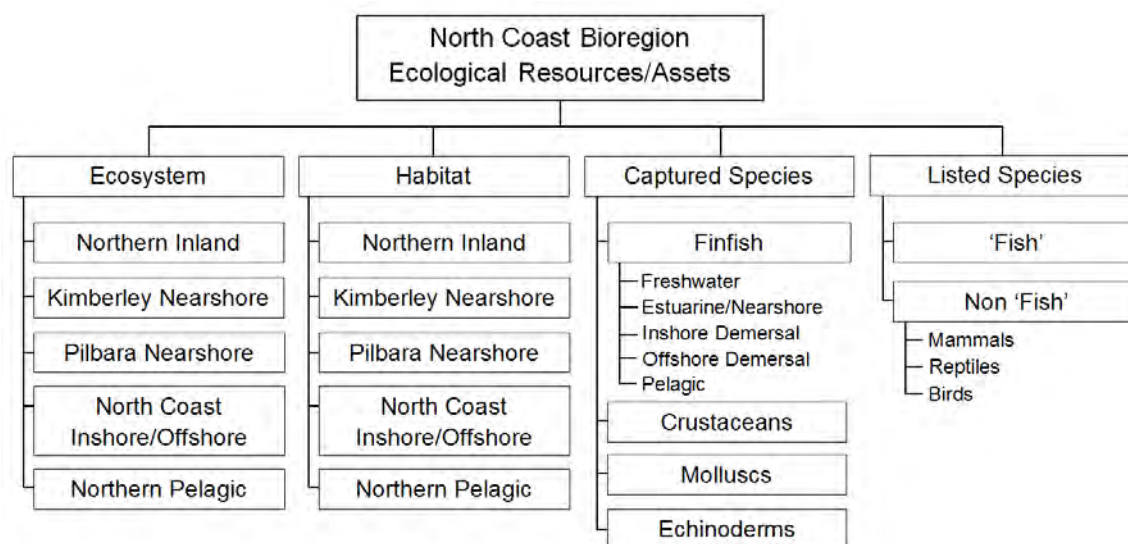 North Coast Bioregion
Ecological Resources/Assets
Ecosystem
Northern Inland
Kimberley Nearshore
Pilbara Nearshore
North Coast
Inshore/Offshore
Northern Pelagic
Habitat
Northern Inland
Kimberley Nearshore
Pilbara Nearshore
North Coast
Inshore/Offshore
Northern Pelagic
Captured Species
Finfish
Freshwater
Estuarine/Nearshore
Inshore Demersal
Offshore Demersal
Pelagic
Crustaceans
Molluscs
Echinoderms
Listed Species
‘Fish’
Non ‘Fish’
Mammals
Reptiles
Birds